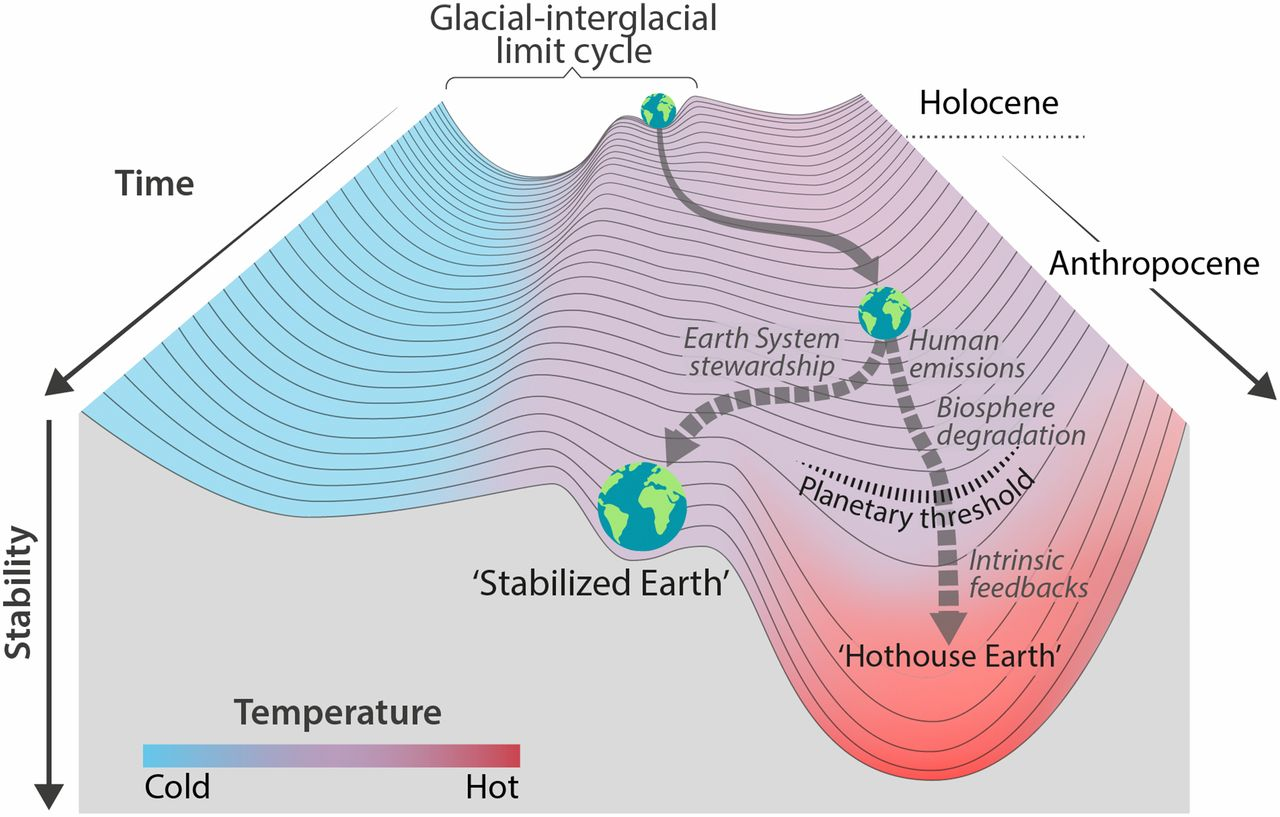 Glacial-interglacial
limit cycle
Holocene
Time
Anthropocene
Earth System
stewardship
Human
emissions
Biosphere
degradation
Planetary threshold
Stability
'Stabilized Earth'
Intrinsic
feedbacks
'Hothouse Earth'
Temperature
Cold
Hot